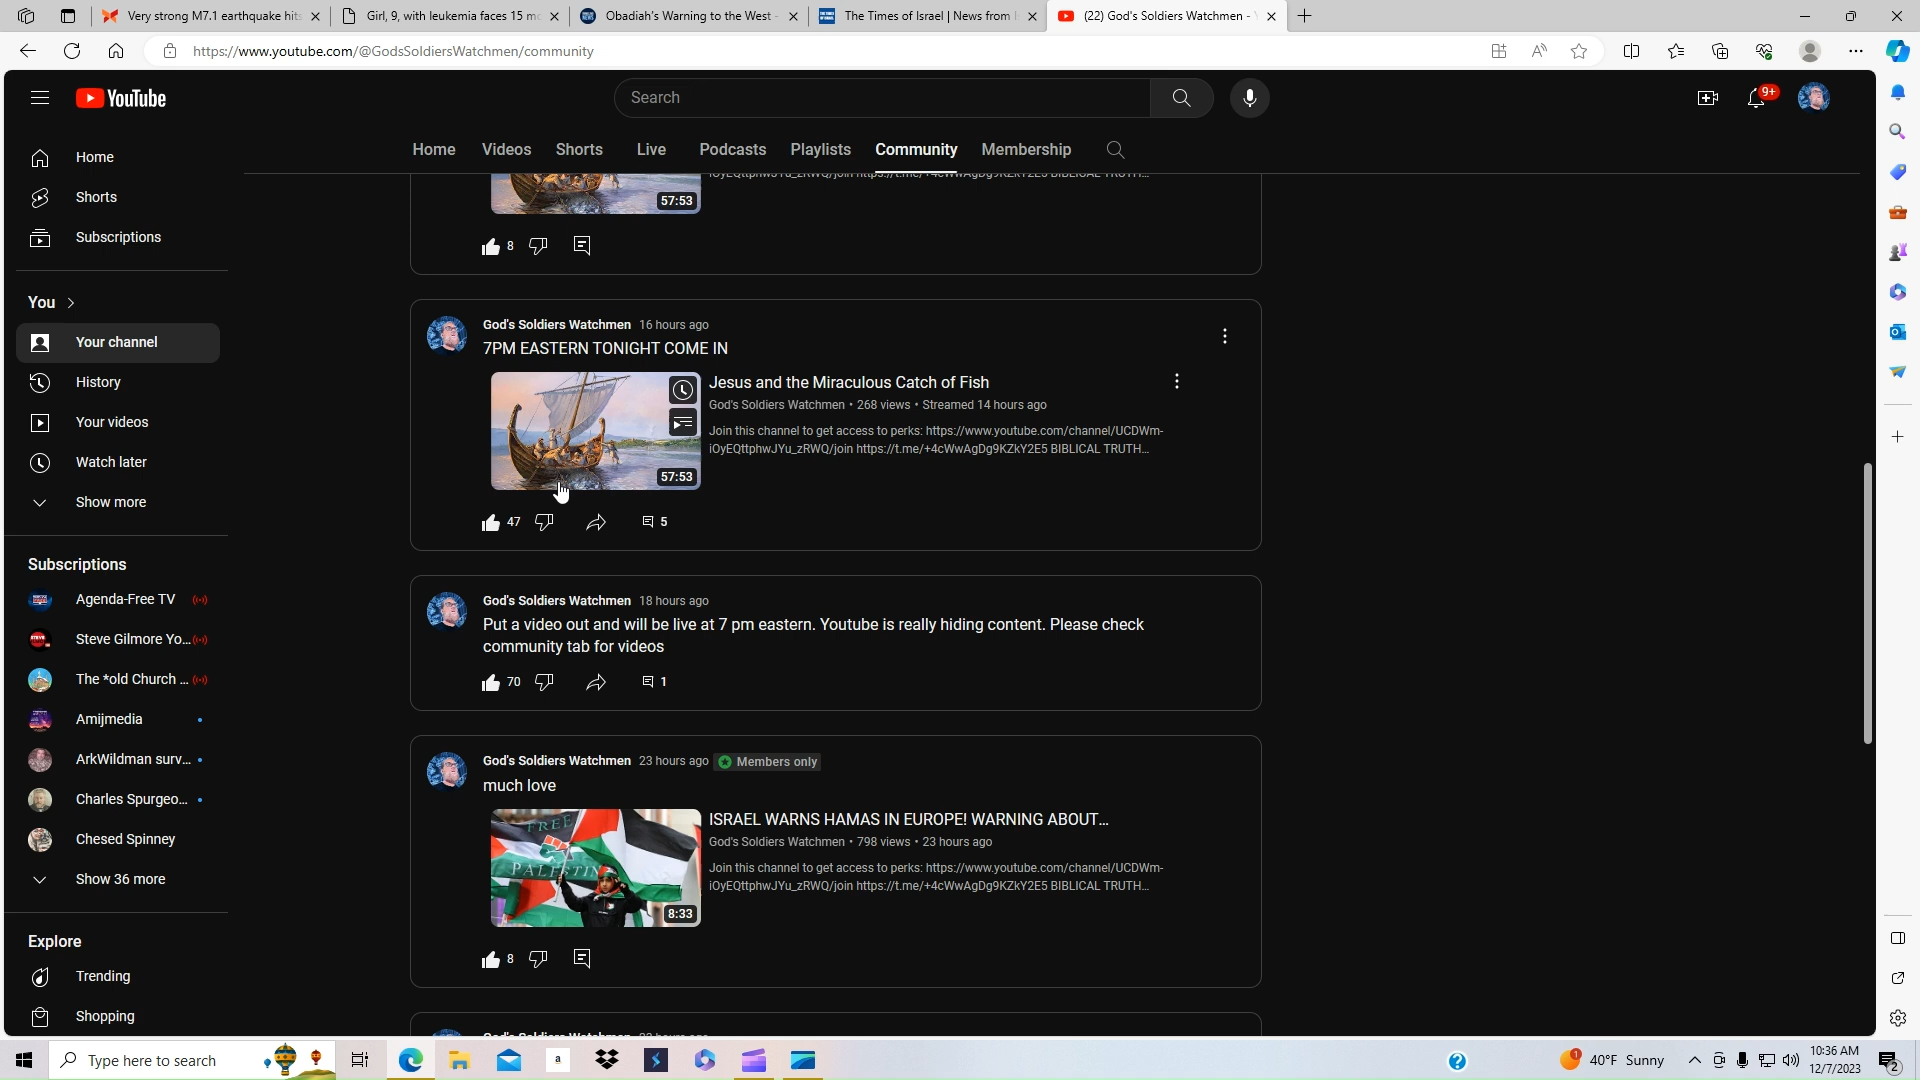 Very strong M7.1 earthquake hits
Girl, 9, with leukemia faces 15 mo
Obadiah's Warning to the West -
The Times of Israel | News from
(22) God's Soldiers Watchmen -
https://www.youtube.com/@GodsSoldiersWatchmen/community
YouTube
Search
9+
Home Videos Shorts Live Podcasts Playlists Community Membership
Home
Shorts
Subscriptions
You
Your channel
History
Your videos
Watch later
Show more
Subscriptions
Agenda-Free TV
Steve Gilmore Yo...
The *old Church ...
Amijmedia
ArkWildman surv...
Charles Spurgeo...
Chesed Spinney
Show 36 more
Explore
Trending
Shopping
57:53
8
God's Soldiers Watchmen 16 hours ago
7PM EASTERN TONIGHT COME IN
Jesus and the Miraculous Catch of Fish
God's Soldiers Watchmen • 268 views • Streamed 14 hours ago
Join this channel to get access to perks: https://www.youtube.com/channel/UCDWm-
iOyEQttphwJYu_zRWQ/join https://t.me/+4cWwAgDg9KZkY2E5 BIBLICAL TRUTH...
57:53
47
5
God's Soldiers Watchmen 18 hours ago
Put a video out and will be live at 7 pm eastern. Youtube is really hiding content. Please check
community tab for videos
70
1
God's Soldiers Watchmen 23 hours ago Members only
much love
ISRAEL WARNS HAMAS IN EUROPE! WARNING ABOUT...
God's Soldiers Watchmen • 798 views • 23 hours ago
Join this channel to get access to perks: https://www.youtube.com/channel/UCDWm-
iOyEQttphwJYu_zRWQ/join https://t.me/+4cWwAgDg9KZkY2E5 BIBLICAL TRUTH...
FREE
PALESTIN
8:33
8
Type here to search
a
1
40°F Sunny
10:36 AM
12/7/2023
2